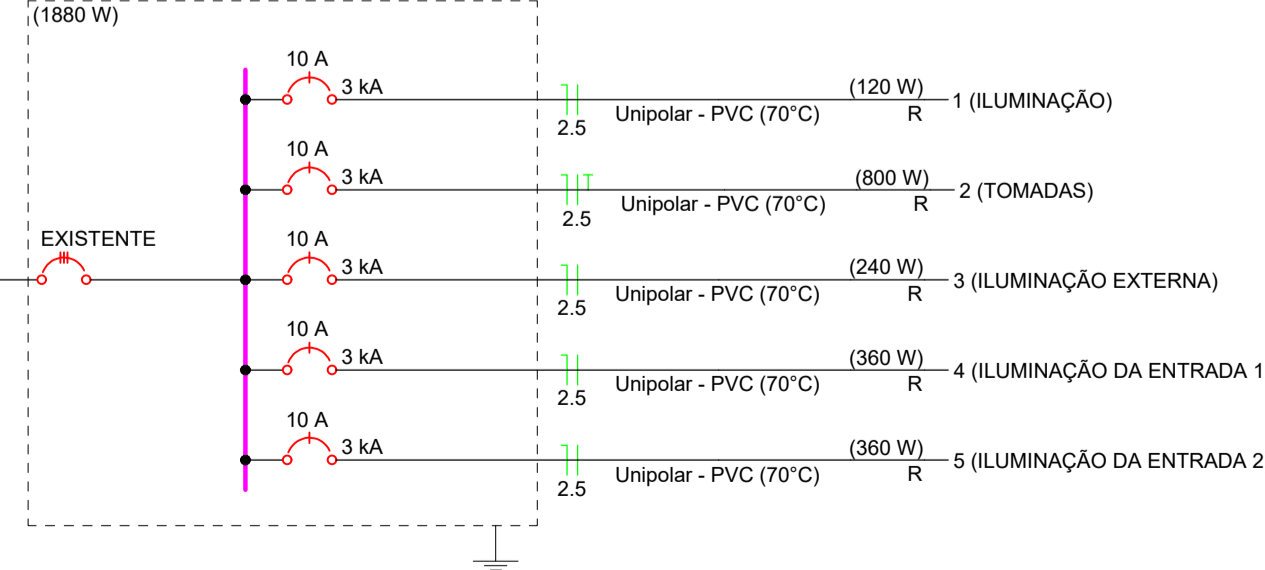 (1880 W)
10 A
3 kA
2.5
Unipolar - PVC (70°C)
(120 W)
R
1 (ILUMINAÇÃO)
10 A
3 kA
2.5
Unipolar - PVC (70°C)
(800 W)
R
2 (TOMADAS)
EXISTENTE
10 A
3 kA
2.5
Unipolar - PVC (70°C)
(240 W)
R
3 (ILUMINAÇÃO EXTERNA)
10 A
3 kA
2.5
Unipolar - PVC (70°C)
(360 W)
R
4 (ILUMINAÇÃO DA ENTRADA 1
10 A
3 kA
2.5
Unipolar - PVC (70°C)
(360 W)
R
5 (ILUMINAÇÃO DA ENTRADA 2